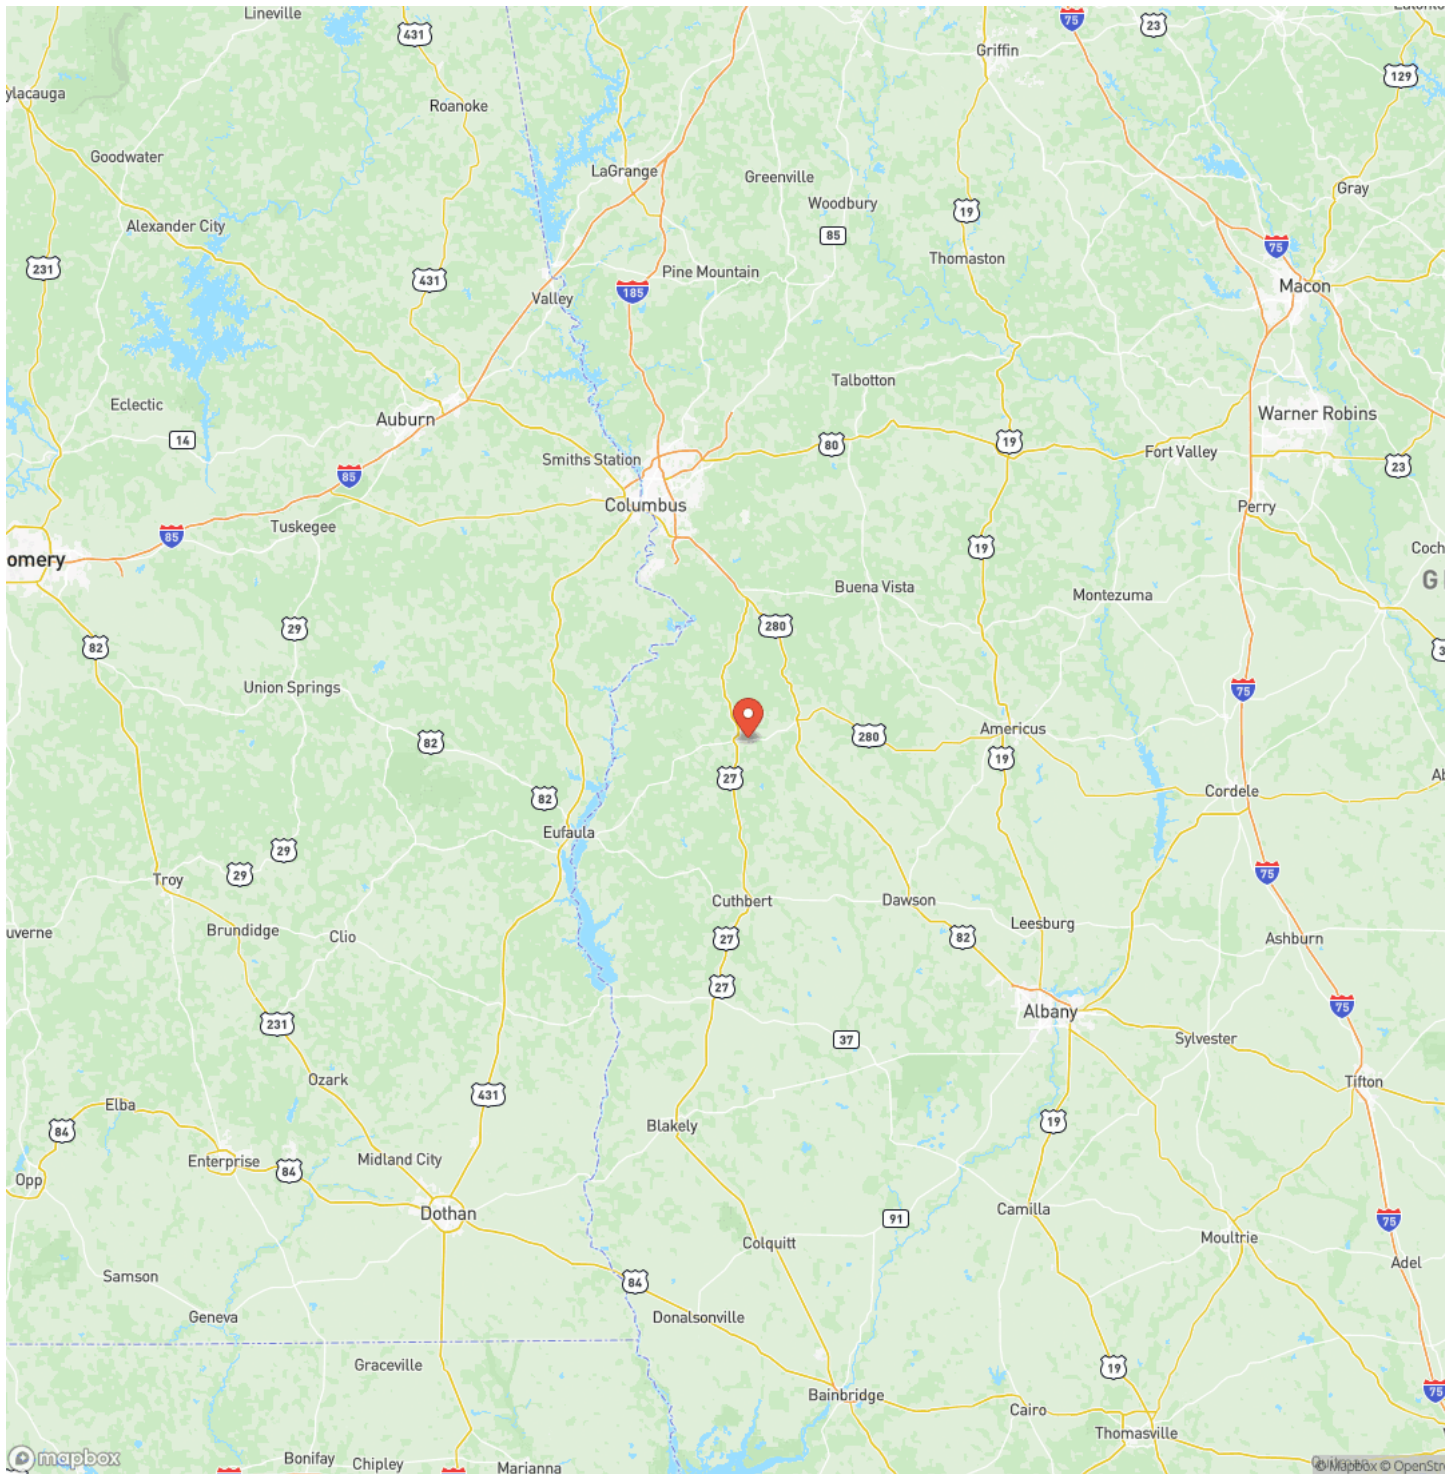 Lineville
431
75
23
Griffin
129
ylacauga
Roanoke
Goodwater
LaGrange
Greenville
Gray
Woodbury
19
Alexander City
85
75
Thomaston
231
431
Pine Mountain
Macon
185
Valley
Talbotton
Eclectic
Auburn
Warner Robins
14
80
19
Smiths Station
Fort Valley
23
85
Columbus
Perry
Tuskegee
85
19
Coch
omery
G
Buena Vista
Montezuma
29
280
82
3
Union Springs
75
Americus
280
82
19
27
Cordele
82
Eufaula
29
29
75
Troy
Cuthbert
Dawson
Leesburg
uverne
Brundidge
Clio
27
82
Ashburn
27
75
Albany
231
37
Sylvester
Ozark
Tifton
431
Elba
84
19
Blakely
Enterprise
Midland City
84
Opp
Camilla
Dothan
91
75
Moultrie
Colquitt
Adel
Samson
84
Geneva
Donalsonville
Graceville
19
75
Bainbridge
Cairo
Thomasville
mapbox
Bonifay
Chipley
Marianna
Quitman
© Mapbox © OpenStr